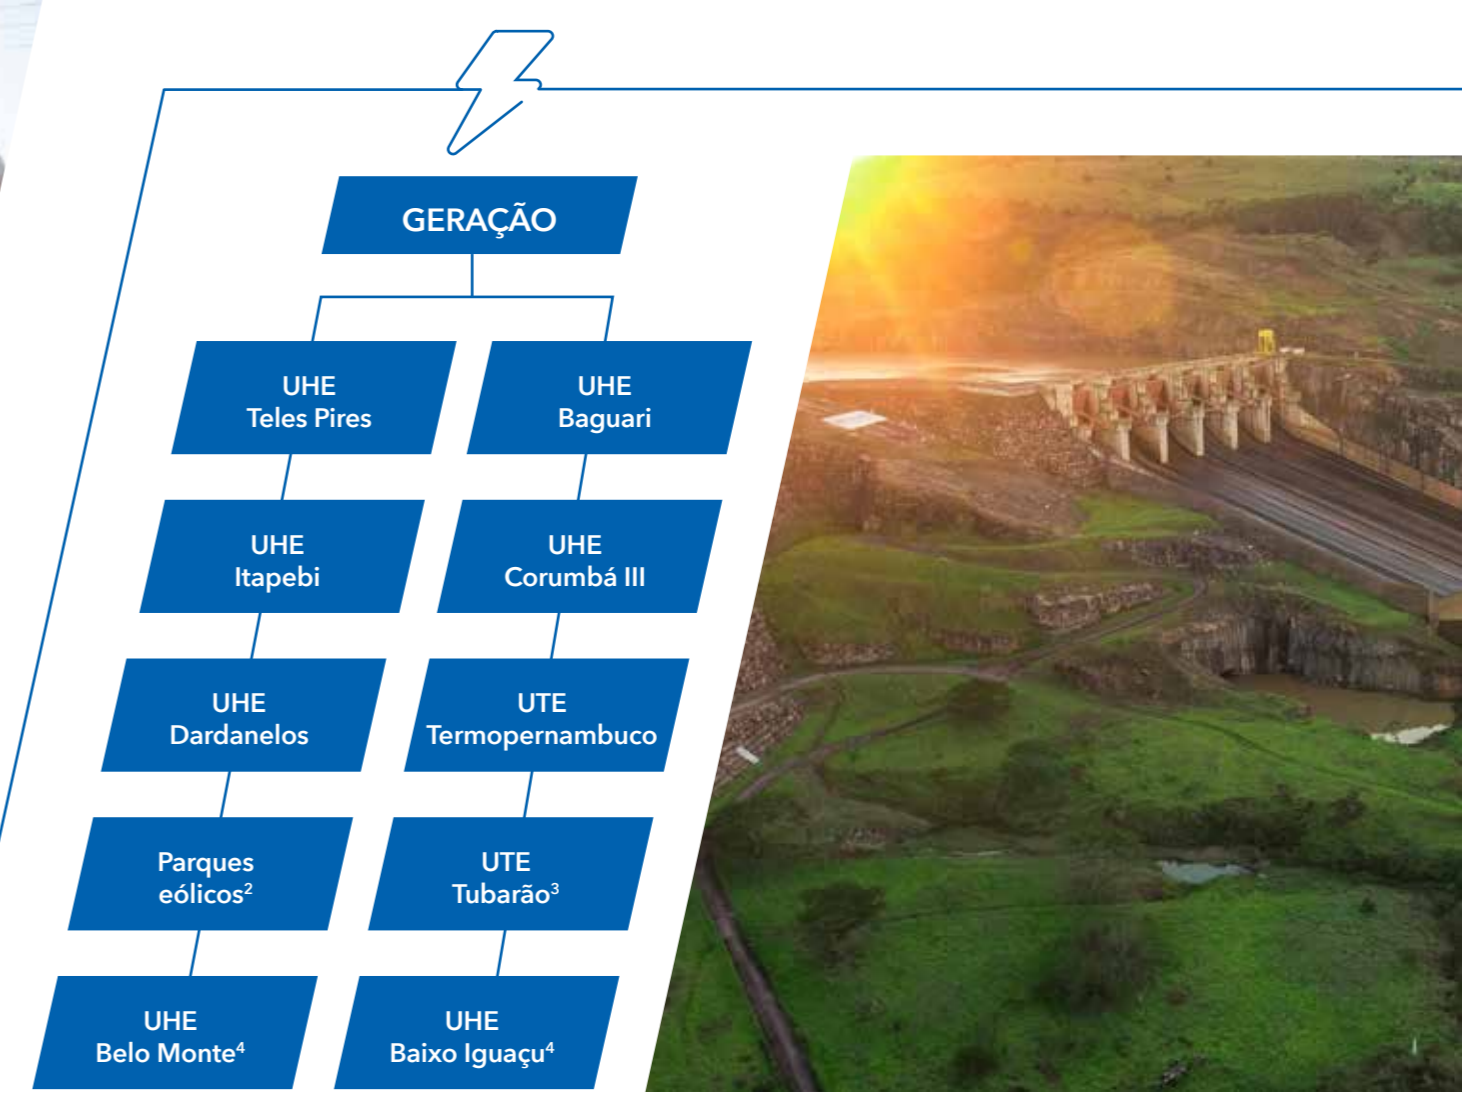 GERAÇÃO
UHE
Teles Pires
UHE
Baguari
UHE
Itapebi
UHE
Corumbá III
UHE
Dardanelos
UTE
Termopernambuco
Parques
eólicos²
UTE
Tubarão³
UHE
Belo Monte⁴
UHE
Baixo Iguaçu⁴